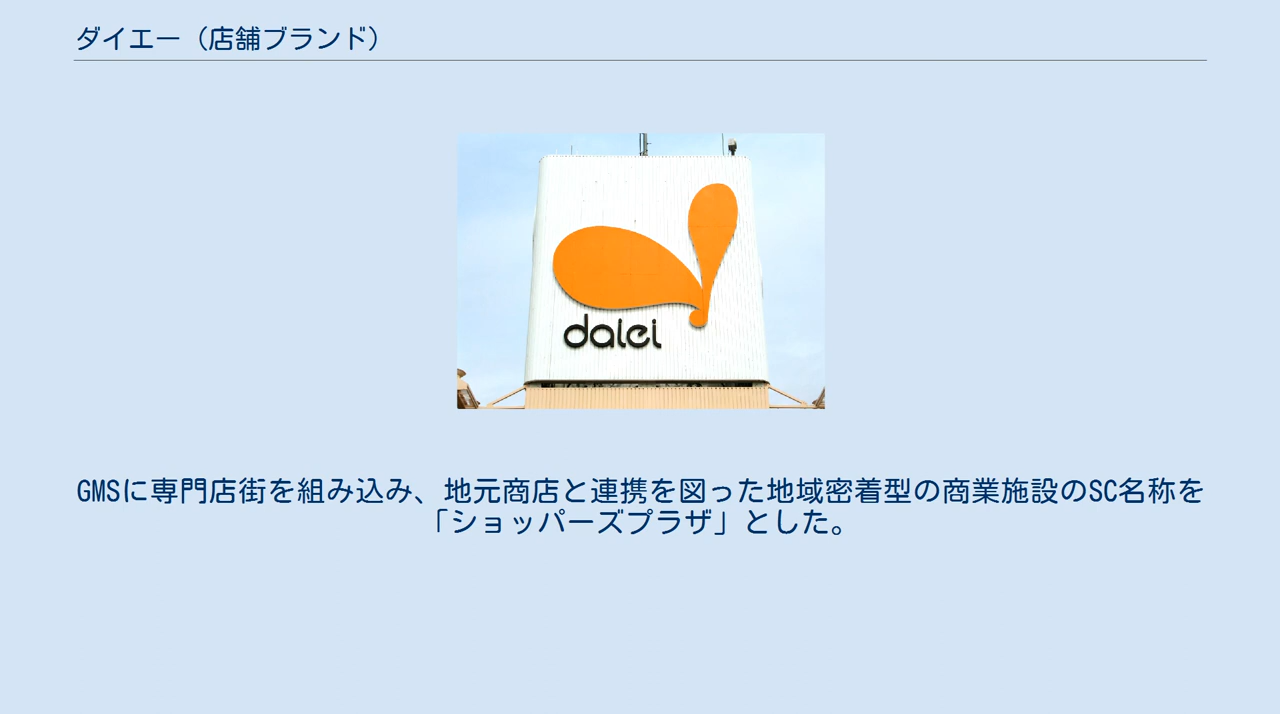 ダイエー（店舗ブランド）
daiei
GMSに専門店街を組み込み、地元商店と連携を図った地域密着型の商業施設のSC名称を
「ショッパーズプラザ」とした。